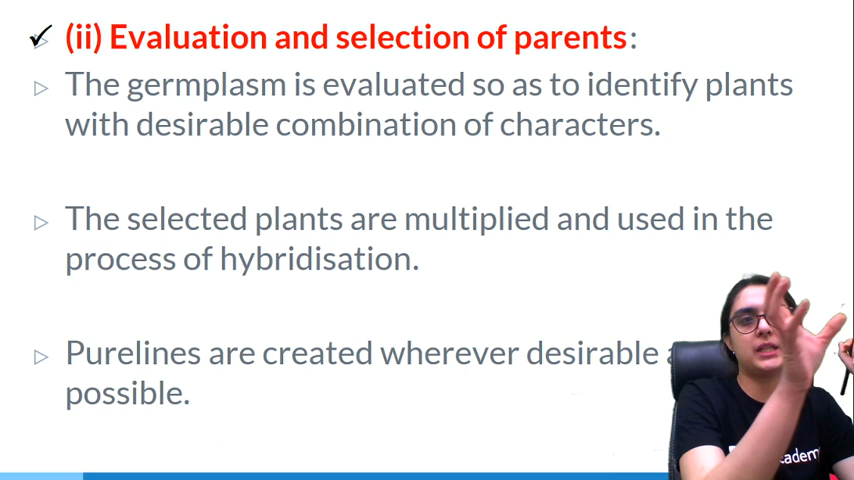 (ii) Evaluation and selection of parents:
The germplasm is evaluated so as to identify plants
with desirable combination of characters.
The selected plants are multiplied and used in the
process of hybridisation.
Purelines are created wherever desirable
possible.